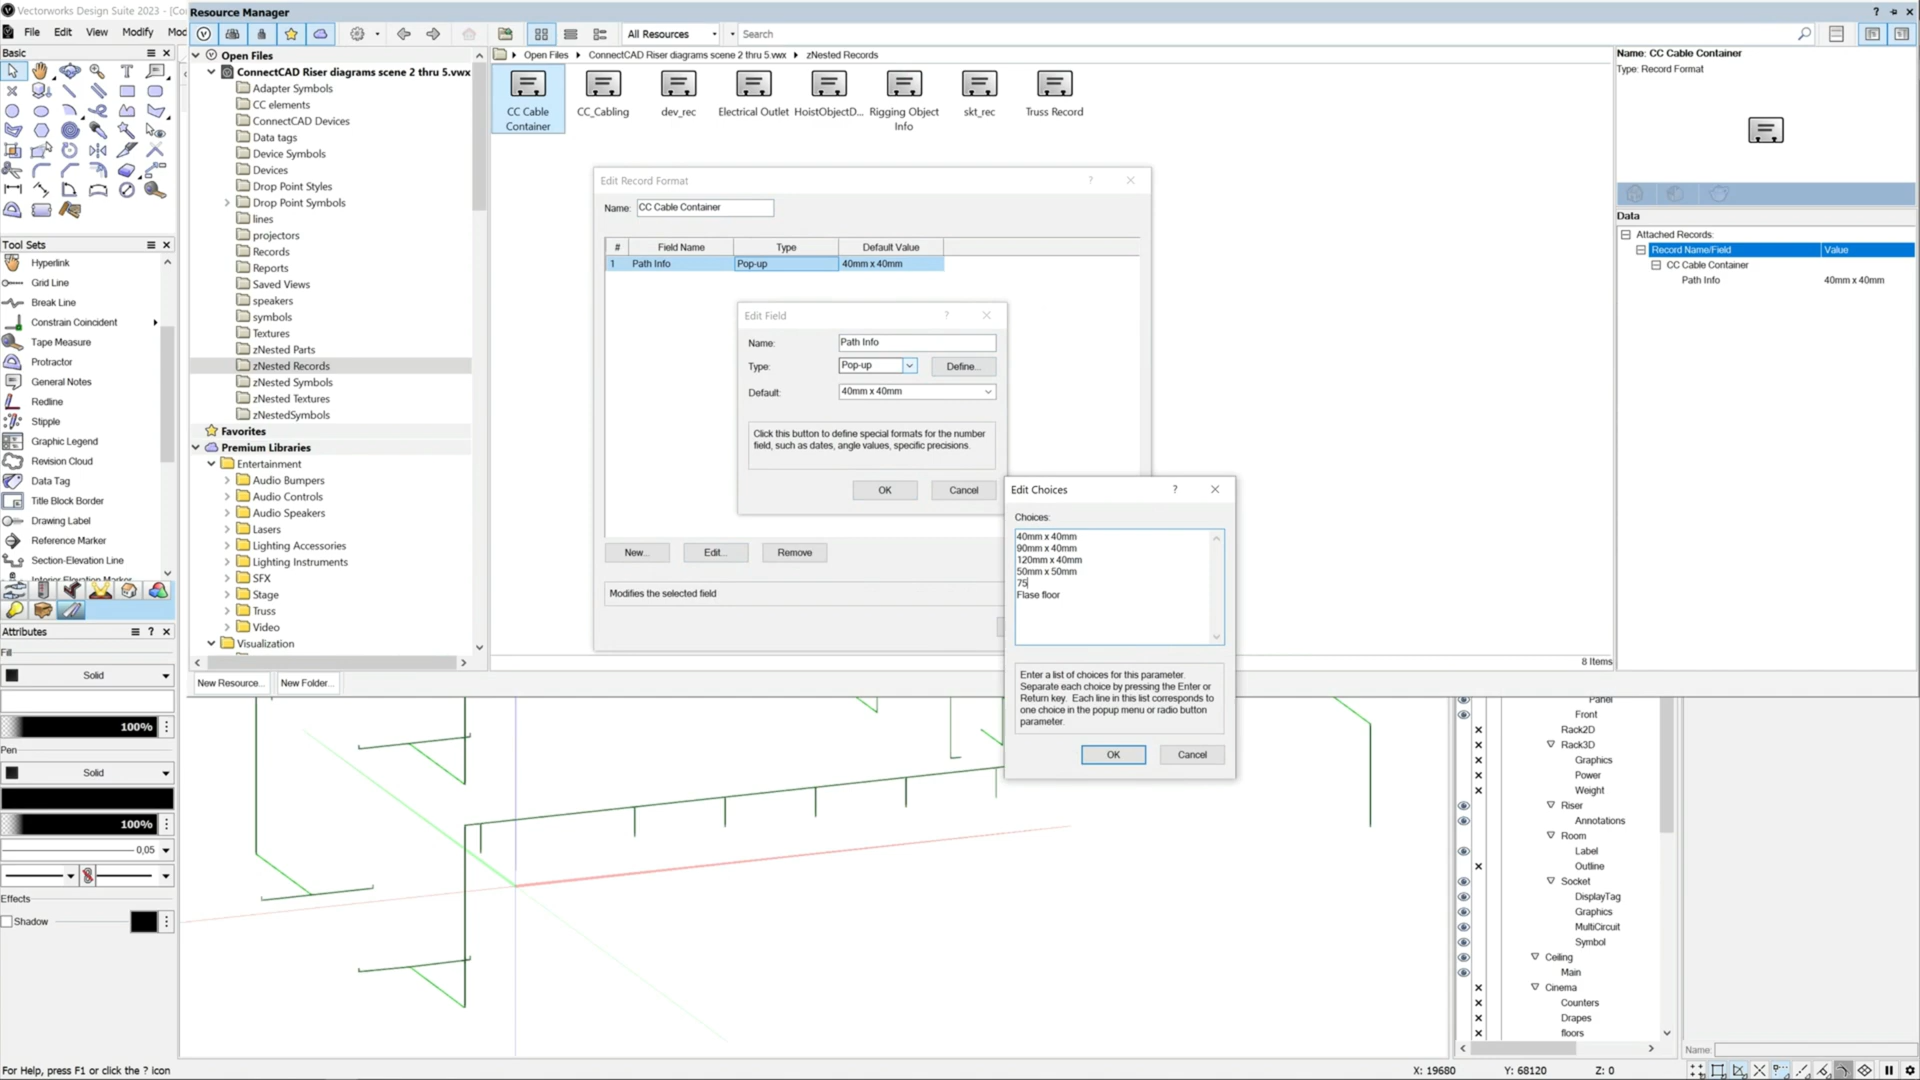 Vectorworks Design Suite 2023 - [Co
Resource Manager
File Edit View Modify Mod
Basic
All Resources
Search
Open Files
ConnectCAD Riser diagrams scene 2 thru 5.vwx
Adapter Symbols
CC elements
ConnectCAD Devices
Data tags
Device Symbols
Devices
Drop Point Styles
Drop Point Symbols
lines
projectors
Records
Reports
Saved Views
speakers
symbols
Textures
zNested Parts
zNested Records
zNested Symbols
zNested Textures
zNestedSymbols
Favorites
Premium Libraries
Entertainment
Audio Bumpers
Audio Controls
Audio Speakers
Lasers
Lighting Accessories
Lighting Instruments
SFX
Stage
Truss
Video
Visualization
New Resource...
New Folder...
Open Files ConnectCAD Riser diagrams scene 2 thru 5.vwx zNested Records
CC Cable
Container
CC_Cabling
dev_rec
Electrical Outlet
HoistObjectD...
Rigging Object
Info
skt_rec
Truss Record
8 Items
Name: CC Cable Container
Type: Record Format
Data
Attached Records:
Record Name/Field Value
CC Cable Container
Path Info 40mm x 40mm
Edit Record Format
?
Name: CC Cable Container
# Field Name Type Default Value
1 Path Info Pop-up 40mm x 40mm
New...
Edit...
Remove
Modifies the selected field
Edit Field
?
Name: Path Info
Type: Pop-up Define...
Default: 40mm x 40mm
Click this button to define special formats for the number
field, such as dates, angle values, specific precisions.
OK
Cancel
Edit Choices
?
Choices:
40mm x 40mm
90mm x 40mm
120mm x 40mm
50mm x 50mm
75
Flase floor
Enter a list of choices for this parameter.
Separate each choice by pressing the Enter or
Return key. Each line in this list corresponds to
one choice in the popup menu or radio button
parameter.
OK
Cancel
Tool Sets
Hyperlink
Grid Line
Break Line
Constrain Coincident
Tape Measure
Protractor
General Notes
Redline
Stipple
Graphic Legend
Revision Cloud
Data Tag
Title Block Border
Drawing Label
Reference Marker
Section-Elevation Line
Interior Elevation Marker
Attributes
?
Fill
Solid
100%
Pen
Solid
100%
0,05
Effects
Shadow
Panel
Front
Rack2D
Rack3D
Graphics
Power
Weight
Riser
Annotations
Room
Label
Outline
Socket
DisplayTag
Graphics
MultiCircuit
Symbol
Ceiling
Main
Cinema
Counters
Drapes
floors
Name:
For Help, press F1 or click the ? icon
X: 19680 Y: 68120 Z: 0